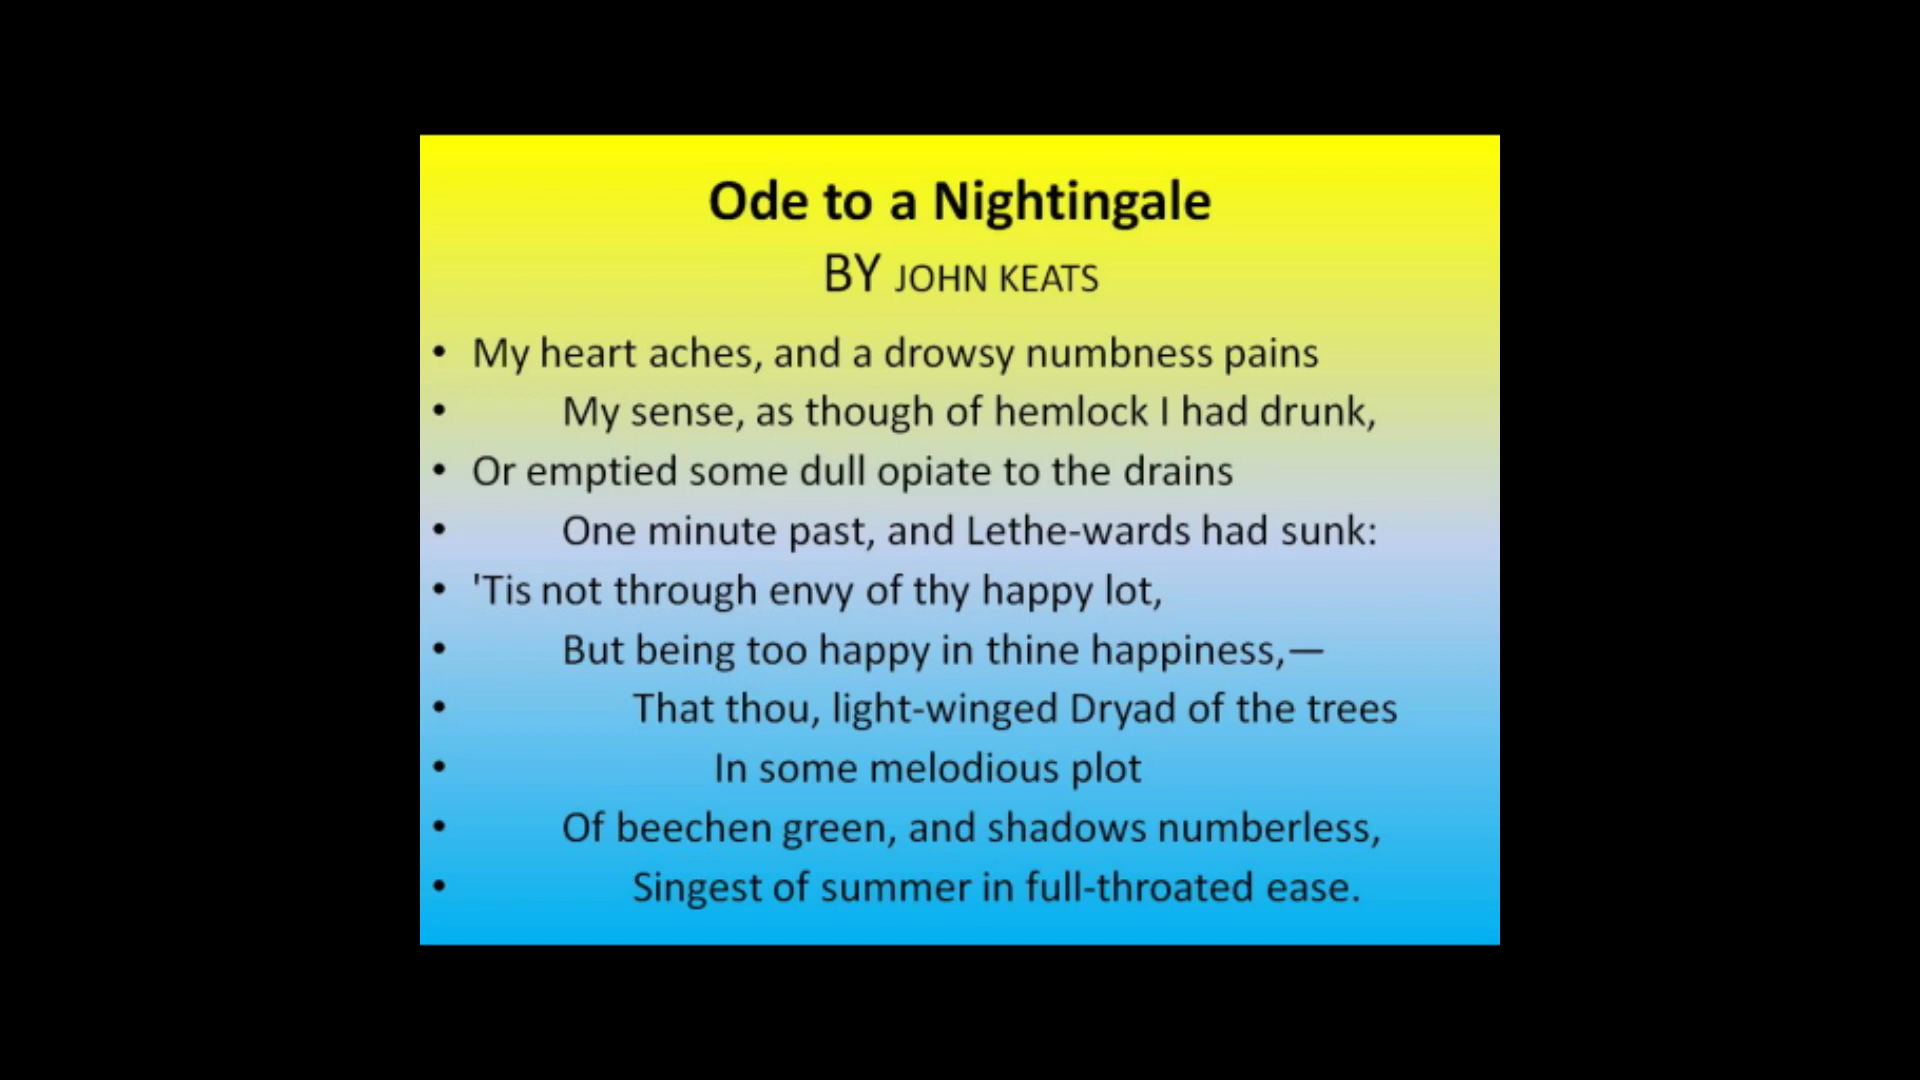 Ode to a Nightingale
BY JOHN KEATS
• My heart aches, and a drowsy numbness pains
• My sense, as though of hemlock I had drunk,
• Or emptied some dull opiate to the drains
• One minute past, and Lethe-wards had sunk:
• 'Tis not through envy of thy happy lot,
• But being too happy in thine happiness,—
• That thou, light-winged Dryad of the trees
• In some melodious plot
• Of beechen green, and shadows numberless,
• Singest of summer in full-throated ease.